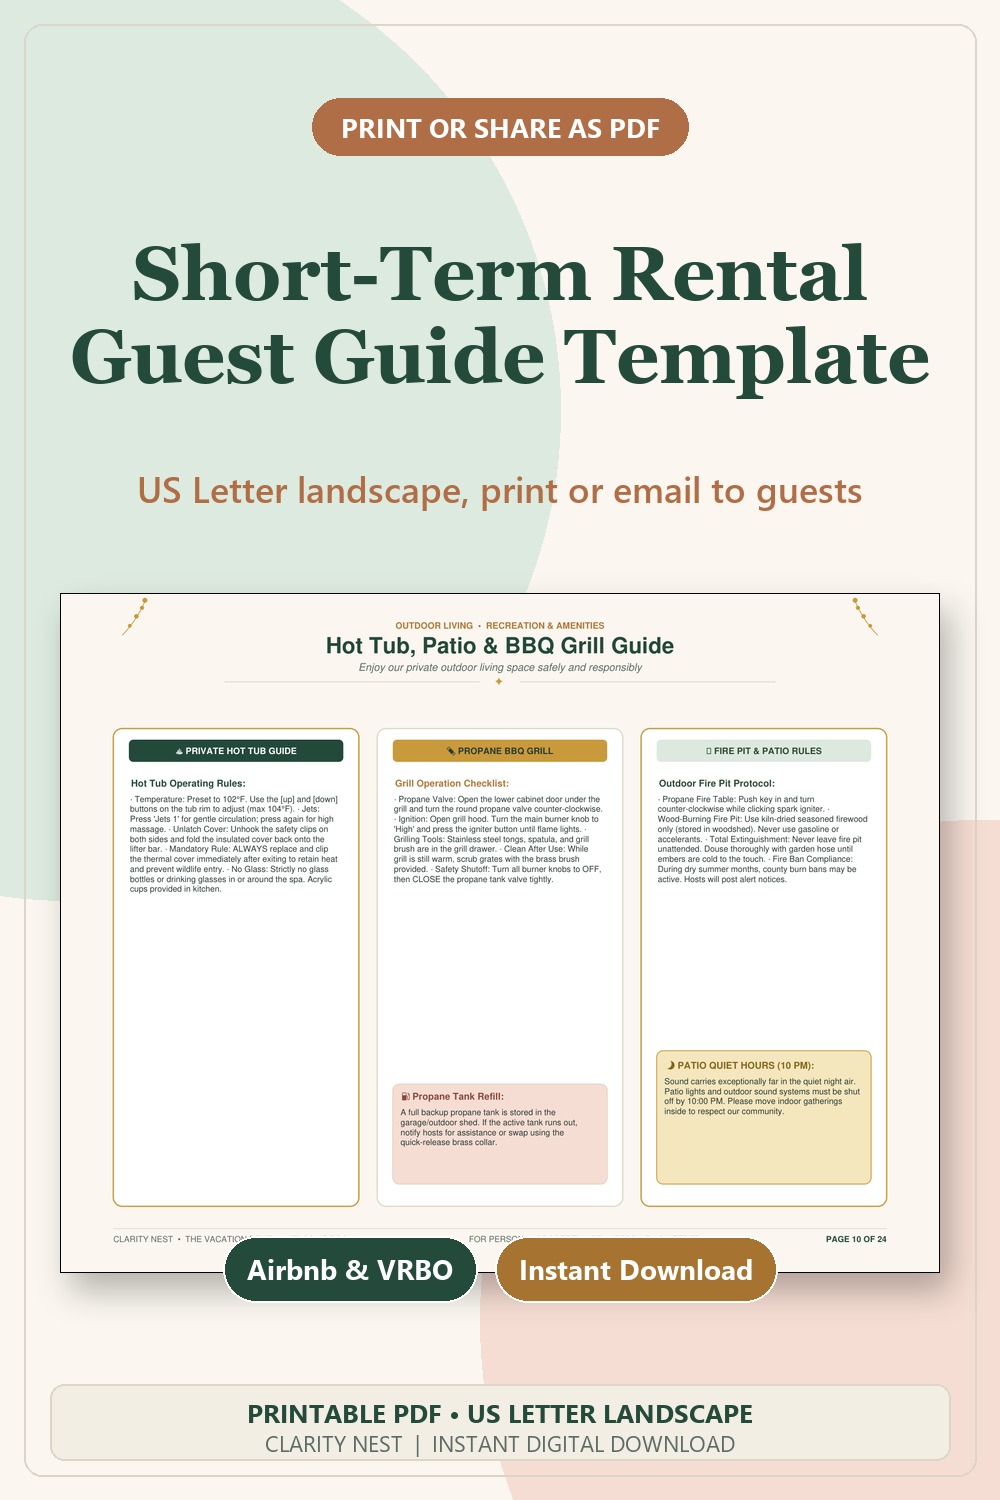 PRINT OR SHARE AS PDF
Short-Term Rental
Guest Guide Template
US Letter landscape, print or email to guests
OUTDOOR LIVING • RECREATION & AMENITIES
Hot Tub, Patio & BBQ Grill Guide
Enjoy our private outdoor living space safely and responsibly
PRIVATE HOT TUB GUIDE
Hot Tub Operating Rules:
· Temperature: Preset to 102°F. Use the [up] and [down]
buttons on the tub rim to adjust (max 104°F). · Jets:
Press 'Jets 1' for gentle circulation; press again for high
massage. · Unlatch Cover: Unhook the safety clips on
both sides and fold the insulated cover back onto the
lifter bar. · Mandatory Rule: ALWAYS replace and clip
the thermal cover immediately after exiting to retain heat
and prevent wildlife entry. · No Glass: Strictly no glass
bottles or drinking glasses in or around the spa. Acrylic
cups provided in kitchen.
PROPANE BBQ GRILL
Grill Operation Checklist:
· Propane Valve: Open the lower cabinet door under the
grill and turn the round propane valve counter-clockwise.
· Ignition: Open grill hood. Turn the main burner knob to
'High' and press the igniter button until flame lights. ·
Grilling Tools: Stainless steel tongs, spatula, and grill
brush are in the grill drawer. · Clean After Use: While
grill is still warm, scrub grates with the brass brush
provided. · Safety Shutoff: Turn all burner knobs to OFF,
then CLOSE the propane tank valve tightly.
Propane Tank Refill:
A full backup propane tank is stored in the
garage/outdoor shed. If the active tank runs out,
notify hosts for assistance or swap using the
quick-release brass collar.
FIRE PIT & PATIO RULES
Outdoor Fire Pit Protocol:
· Propane Fire Table: Push key in and turn
counter-clockwise while clicking spark igniter. ·
Wood-Burning Fire Pit: Use kiln-dried seasoned firewood
only (stored in woodshed). Never use gasoline or
accelerants. · Total Extinguishment: Never leave fire pit
unattended. Douse thoroughly with garden hose until
embers are cold to the touch. · Fire Ban Compliance:
During dry summer months, county burn bans may be
active. Hosts will post alert notices.
PATIO QUIET HOURS (10 PM):
Sound carries exceptionally far in the quiet night air.
Patio lights and outdoor sound systems must be shut
off by 10:00 PM. Please move indoor gatherings
inside to respect our community.
CLARITY NEST • THE VACATION
FOR PERSON
PAGE 10 OF 24
Airbnb & VRBO
Instant Download
PRINTABLE PDF • US LETTER LANDSCAPE
CLARITY NEST | INSTANT DIGITAL DOWNLOAD